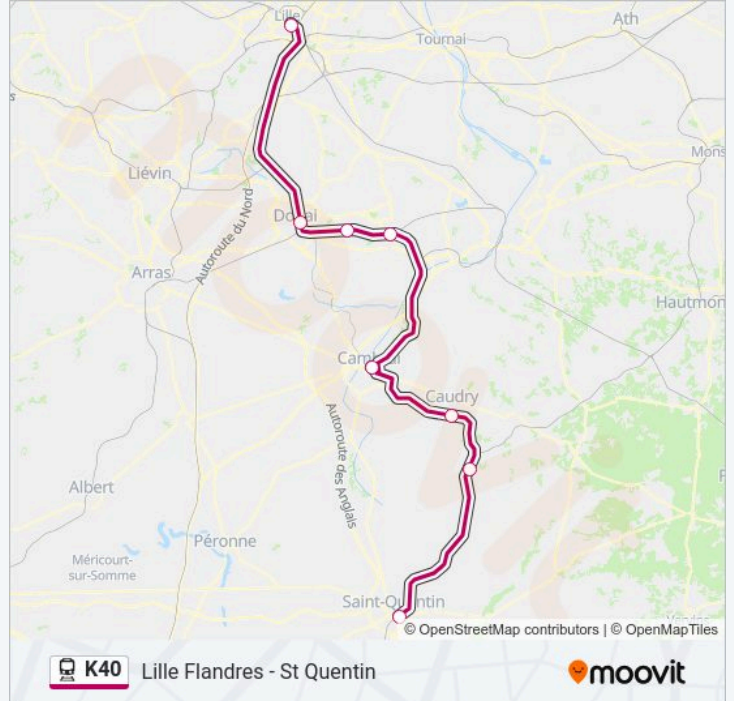 Lille
Ath
Tournai
s
Mons
Liévin
Autoroute du Nord
Douai
Arras
Hautmon
Cambrai
Caudry
Autoroute des Anglais
Albert
F
Péronne
Méricourt-
sur-Somme
Saint-Quentin
© OpenStreetMap contributors | © OpenMapTiles
K40 Lille Flandres - St Quentin
moovit